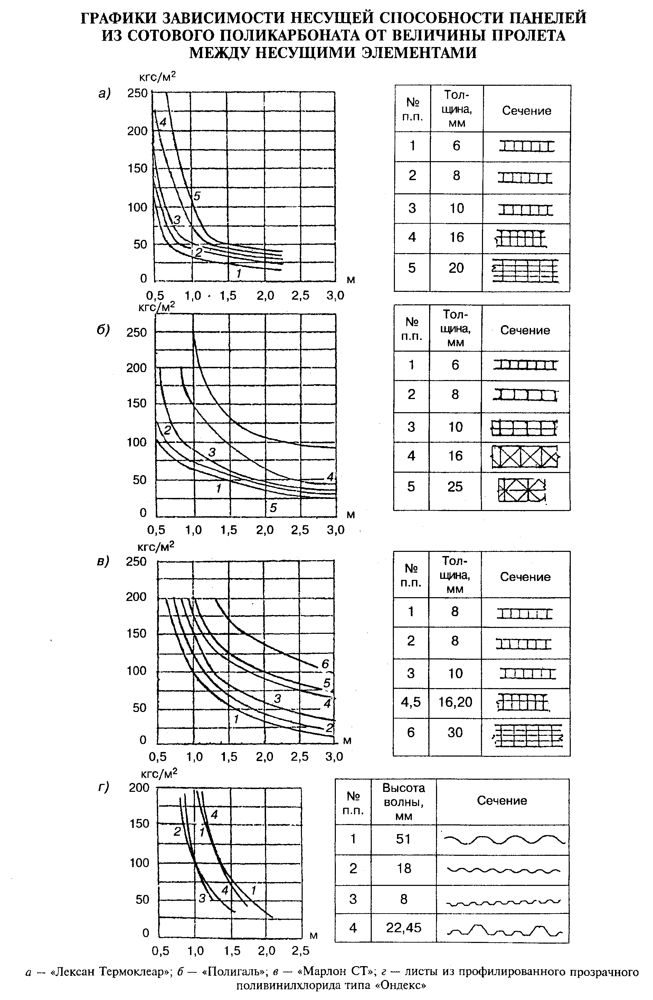 ГРАФИКИ ЗАВИСИМОСТИ НЕСУЩЕЙ СПОСОБНОСТИ ПАНЕЛЕЙ
ИЗ СОТОВОГО ПОЛИКАРБОНАТА ОТ ВЕЛИЧИНЫ ПРОЛЕТА
МЕЖДУ НЕСУЩИМИ ЭЛЕМЕНТАМИ
кгс/м²
а)
250
200
150
100
50
0
4
5
3
2
1
м
0,5 1,0 1,5 2,0 2,5 3,0
№ п.п.
Тол-
щина,
мм
Сечение
1 6
2 8
3 10
4 16
5 20
кгс/м²
б)
250
200
150
100
50
0
2
3
4
1
5
м
0,5 1,0 1,5 2,0 2,5 3,0
№ п.п.
Тол-
щина,
мм
Сечение
1 6
2 8
3 10
4 16
5 25
кгс/м²
в)
250
200
150
100
50
0
6
5
3
4
1
2
м
0,5 1,0 1,5 2,0 2,5 3,0
№ п.п.
Тол-
щина,
мм
Сечение
1 8
2 8
3 10
4,5 16,20
6 30
кгс/м²
г)
200
150
100
50
0
4
2 1
4 1
3
м
0,5 1,0 1,5 2,0 2,5
№ п.п.
Высота
волны,
мм
Сечение
1 51
2 18
3 8
4 22,45
а — «Лексан Термоклеар»; б — «Полигаль»; в — «Марлон СТ»; г — листы из профилированного прозрачного
поливинилхлорида типа «Ондекс»